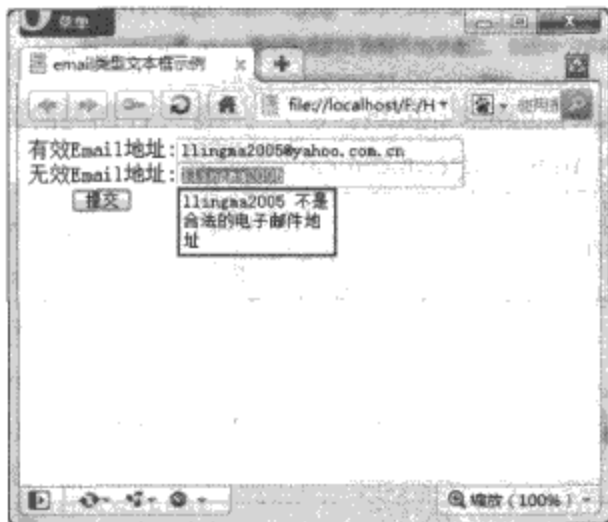 菜单
email类型文本框示例
file://localhost/F:/H
有效Email地址: llingma2005@yahoo.com.cn
无效Email地址:
提交
llingma2005 不是
合法的电子邮件地
址
缩放 (100%)